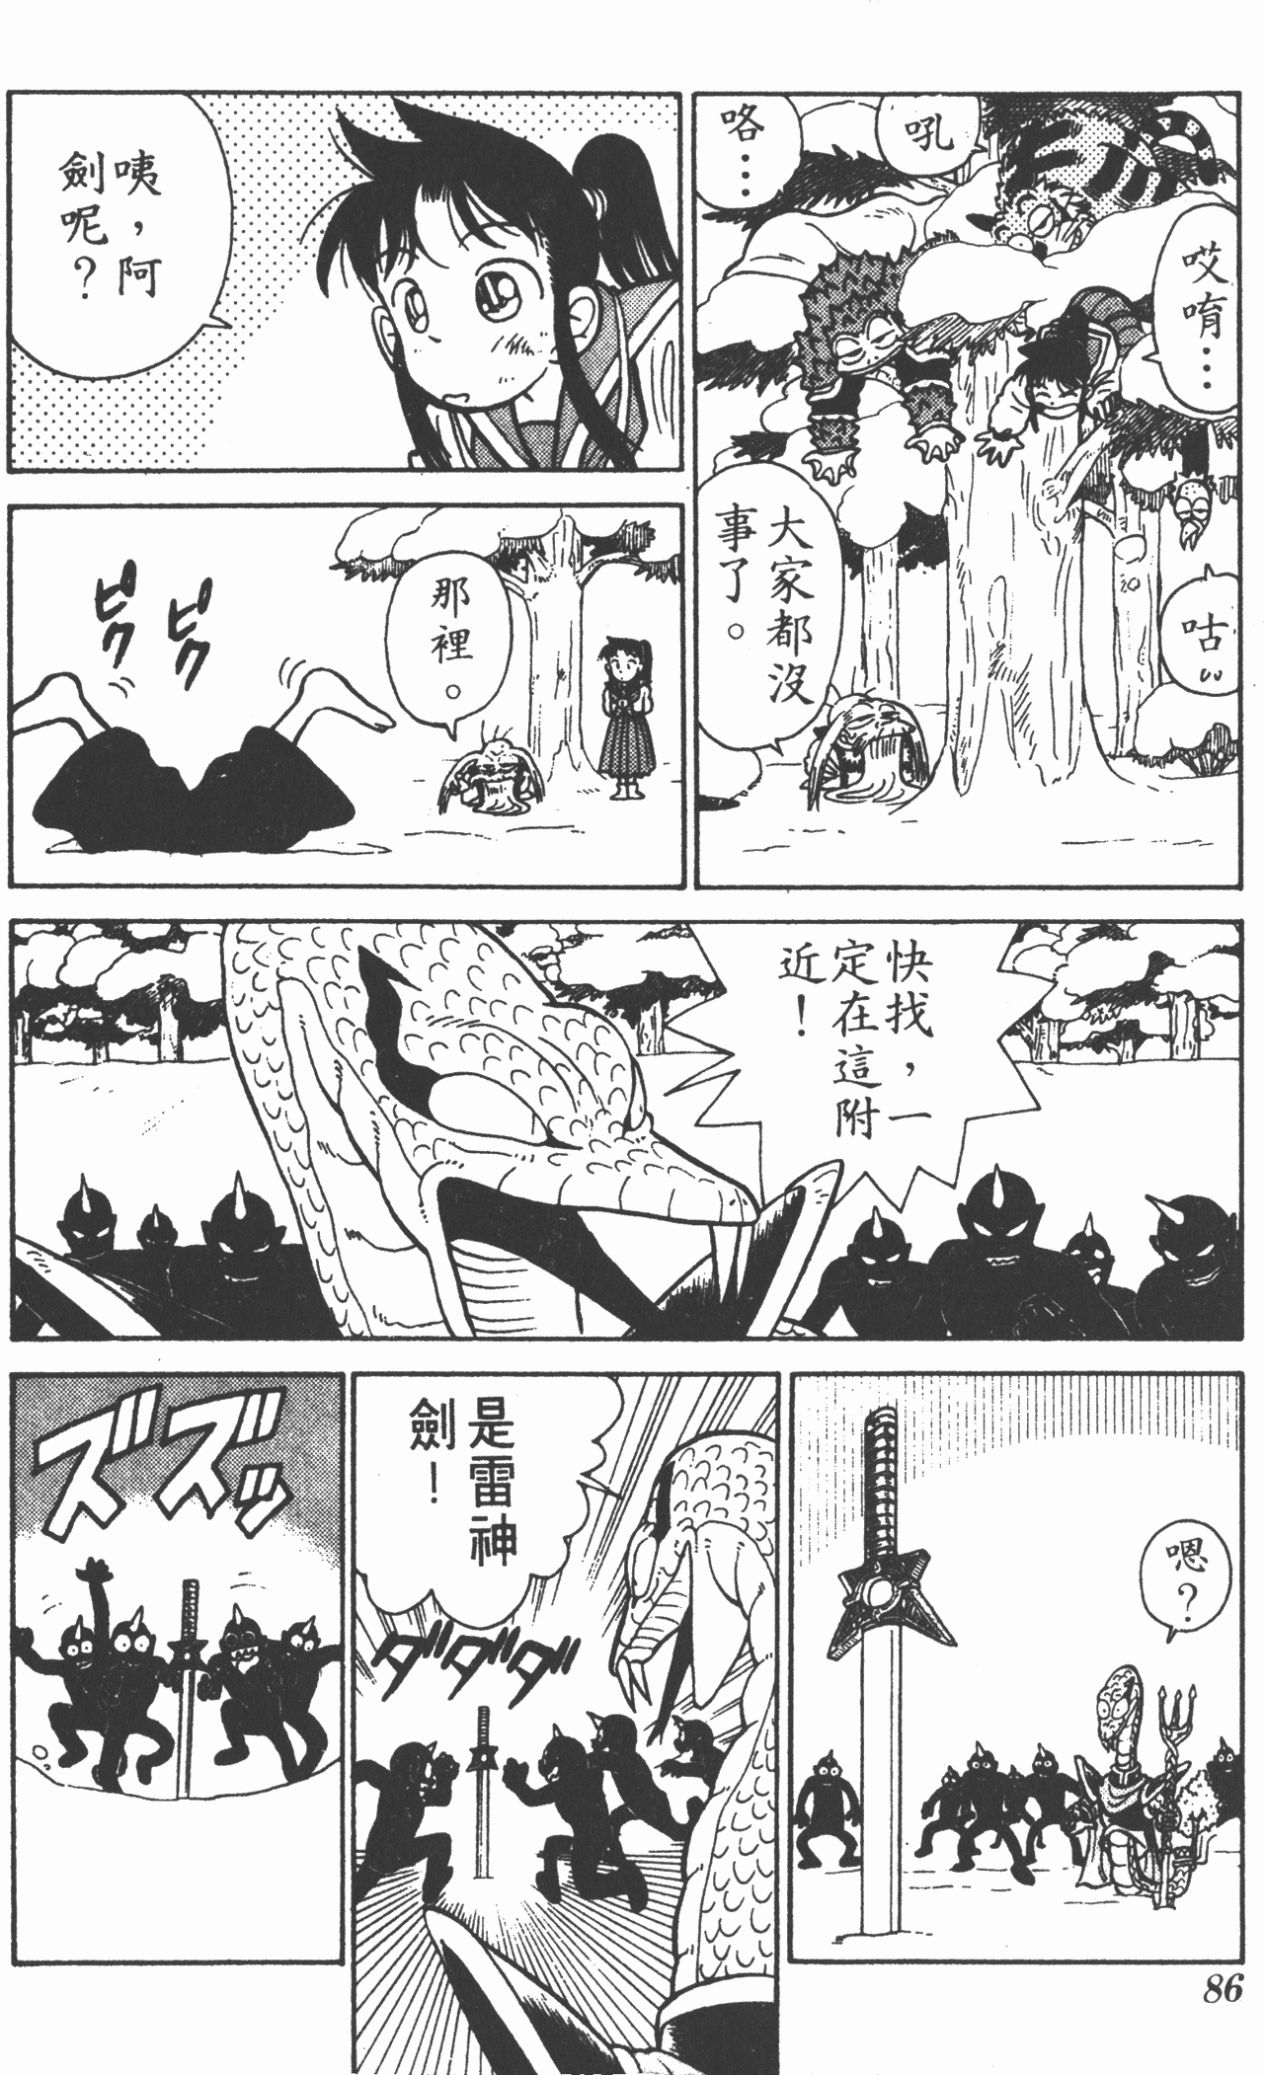 吼
咯…
哎唷…
咕…
大家都沒
事了。
咦，阿
劍呢？
那裡。
ピク
ピク
快找，一
定在這附
近！
嗯？
是雷神
劍！
ダダダ
ズズッ
86